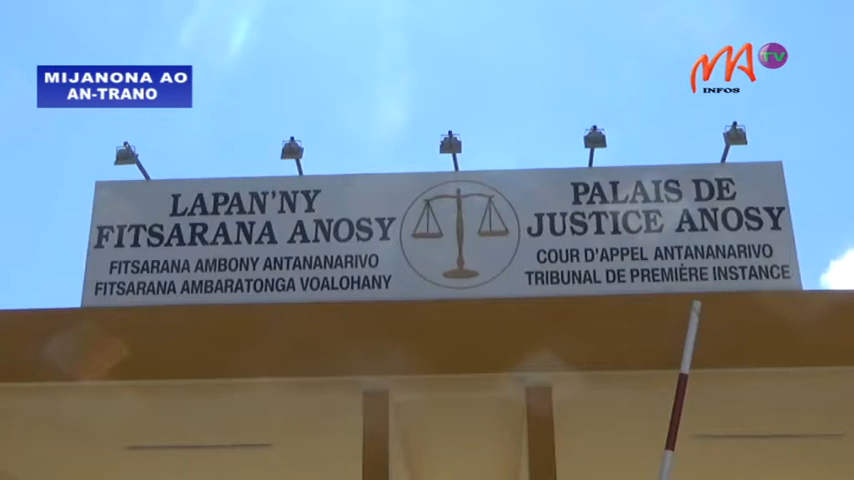 MIJANONA AO
AN-TRANO
MA TV
INFOS
LAPAN'NY
FITSARANA ANOSY
FITSARANA AMBONY ANTANANARIVO
FITSARANA AMBARATONGA VOALOHANY
PALAIS DE
JUSTICE ANOSY
COUR D'APPEL ANTANANARIVO
TRIBUNAL DE PREMIÈRE INSTANCE